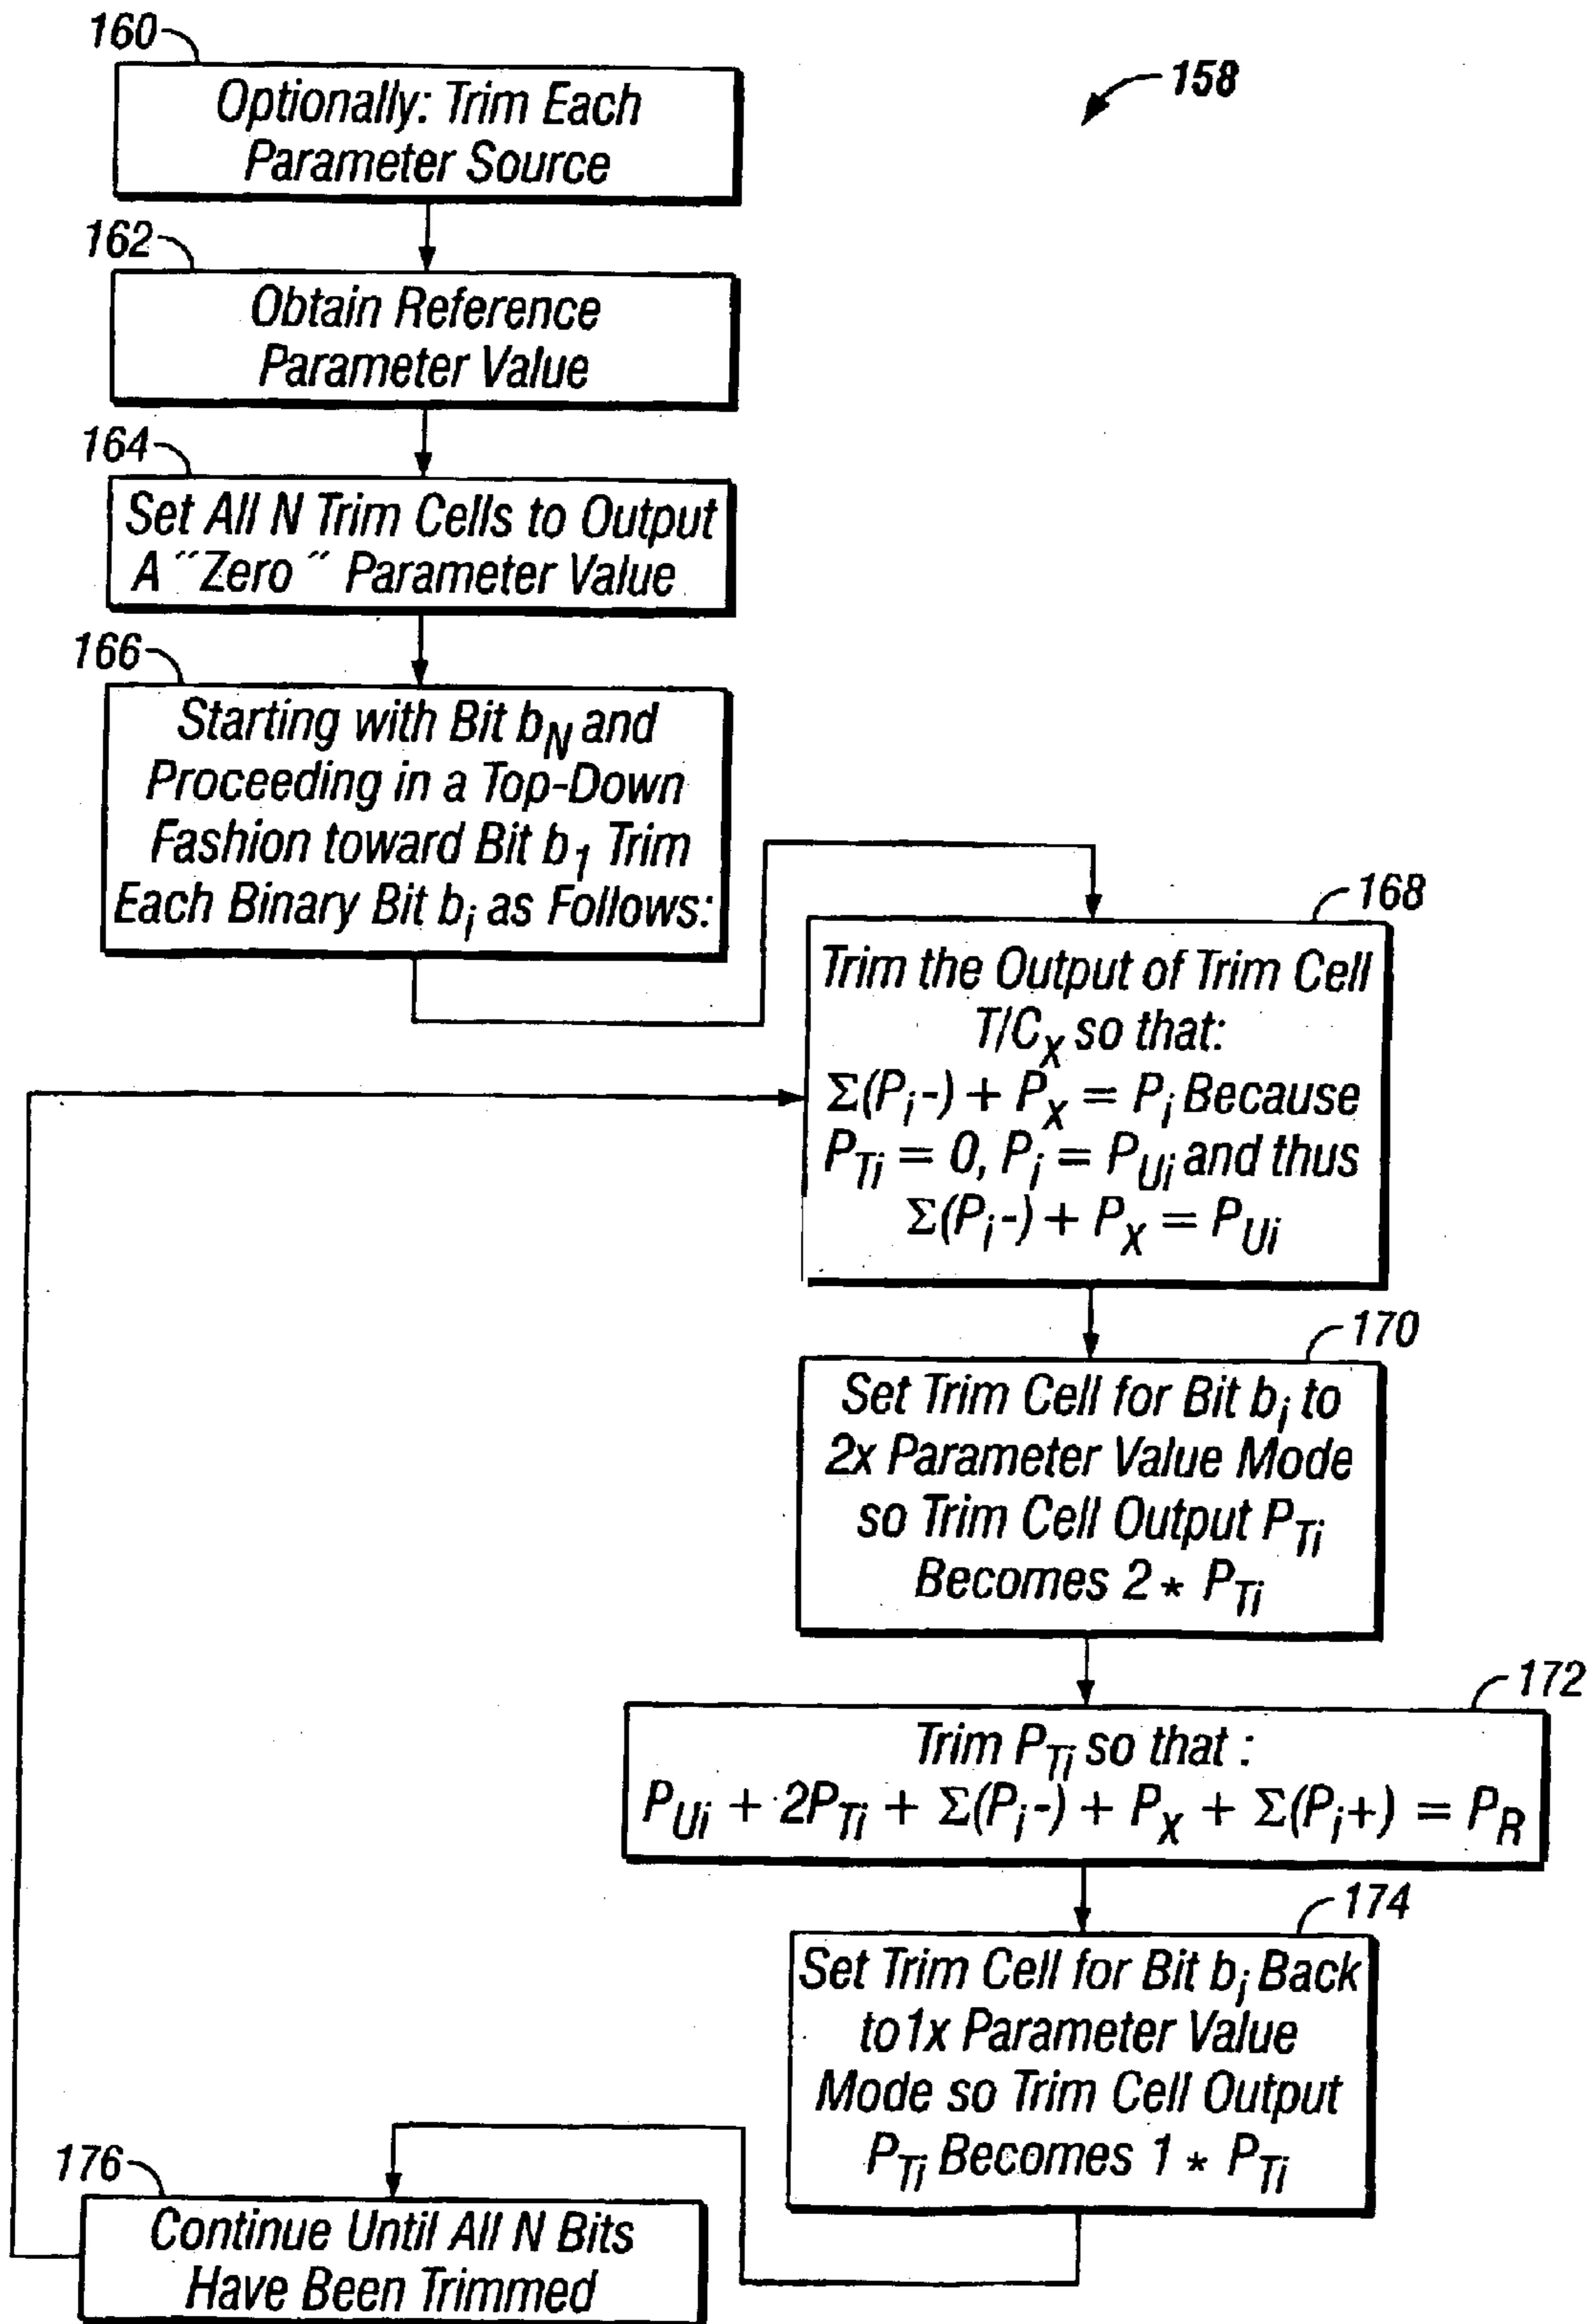 160
158
Optionally: Trim Each
Parameter Source
162
Obtain Reference
Parameter Value
164
Set All N Trim Cells to Output
A "Zero" Parameter Value
166
Starting with Bit b_N and
Proceeding in a Top-Down
Fashion toward Bit b_1 Trim
Each Binary Bit b_i as Follows:
168
Trim the Output of Trim Cell
T/C_X so that:
Σ(P_i-) + P_X = P_i Because
P_Ti = 0, P_i = P_Ui and thus
Σ(P_i-) + P_X = P_Ui
170
Set Trim Cell for Bit b_i to
2x Parameter Value Mode
so Trim Cell Output P_Ti
Becomes 2 * P_Ti
172
Trim P_Ti so that :
P_Ui + 2P_Ti + Σ(P_i-) + P_X + Σ(P_i+) = P_R
174
Set Trim Cell for Bit b_i Back
to 1x Parameter Value
Mode so Trim Cell Output
P_Ti Becomes 1 * P_Ti
176
Continue Until All N Bits
Have Been Trimmed